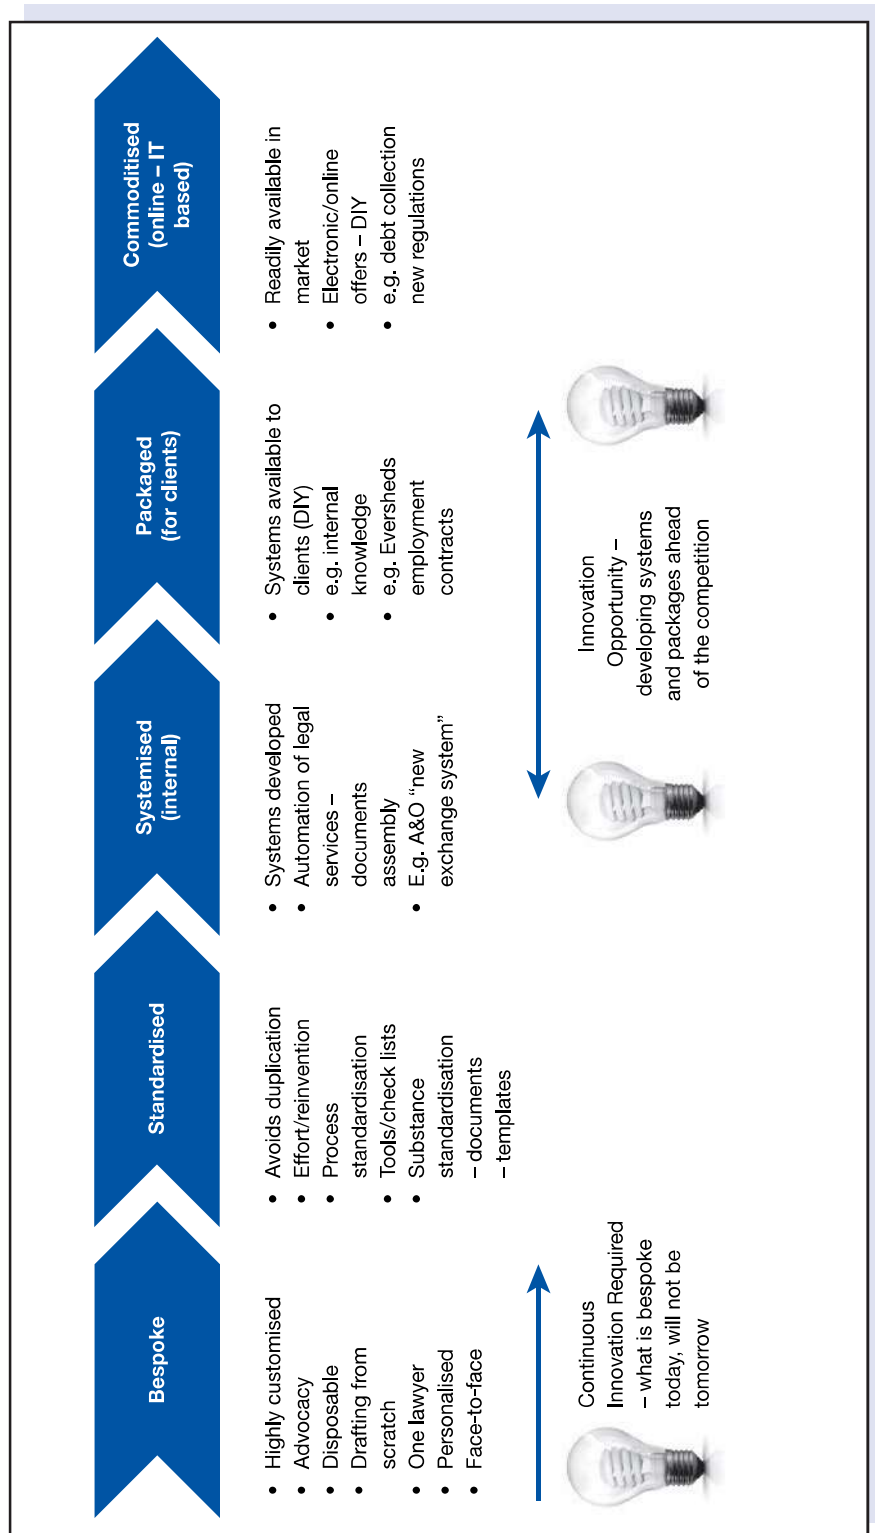 Bespoke
• Highly customised
• Advocacy
• Disposable
• Drafting from
scratch
• One lawyer
• Personalised
• Face-to-face
Standardised
• Avoids duplication
• Effort/reinvention
• Process
standardisation
• Tools/check lists
• Substance
standardisation
– documents
– templates
Systemised
(internal)
• Systems developed
• Automation of legal
services –
documents
assembly
• E.g. A&O “new
exchange system”
Packaged
(for clients)
• Systems available to
clients (DIY)
• e.g. internal
knowledge
• e.g. Eversheds
employment
contracts
Commoditised
(online – IT
based)
• Readily available in
market
• Electronic/online
offers – DIY
• e.g. debt collection
new regulations
Continuous
Innovation Required
– what is bespoke
today, will not be
tomorrow
Innovation
Opportunity –
developing systems
and packages ahead
of the competition